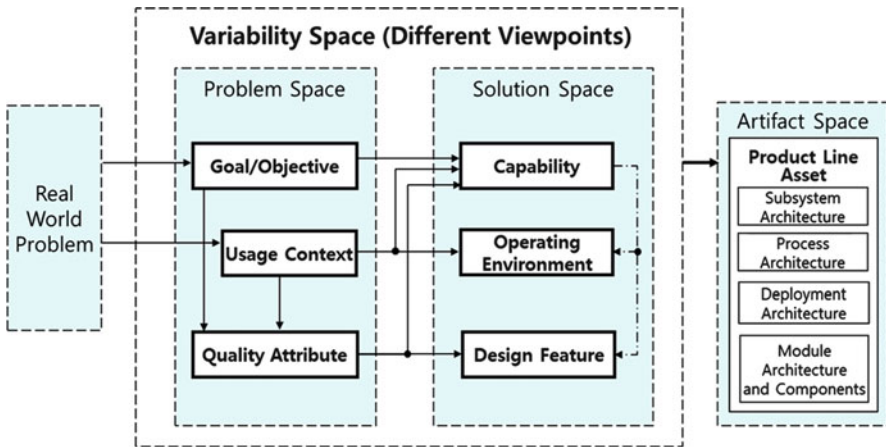 Variability Space (Different Viewpoints)
Problem Space
Solution Space
Real
World
Problem
Goal/Objective
Usage Context
Quality Attribute
Capability
Operating
Environment
Design Feature
Artifact Space
Product Line
Asset
Subsystem
Architecture
Process
Architecture
Deployment
Architecture
Module
Architecture
and Components